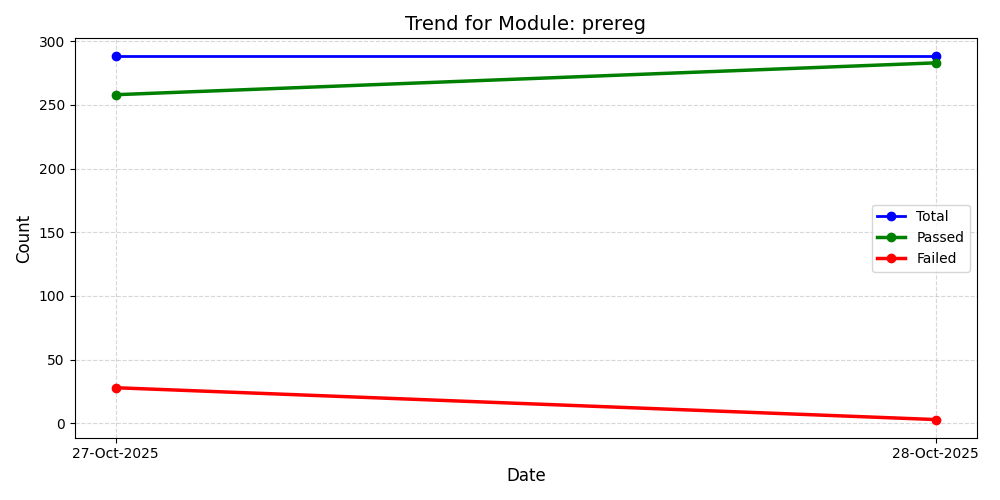 Trend for Module: prereg
300
250
200
150
100
50
0
Count
Total
Passed
Failed
27-Oct-2025
28-Oct-2025
Date